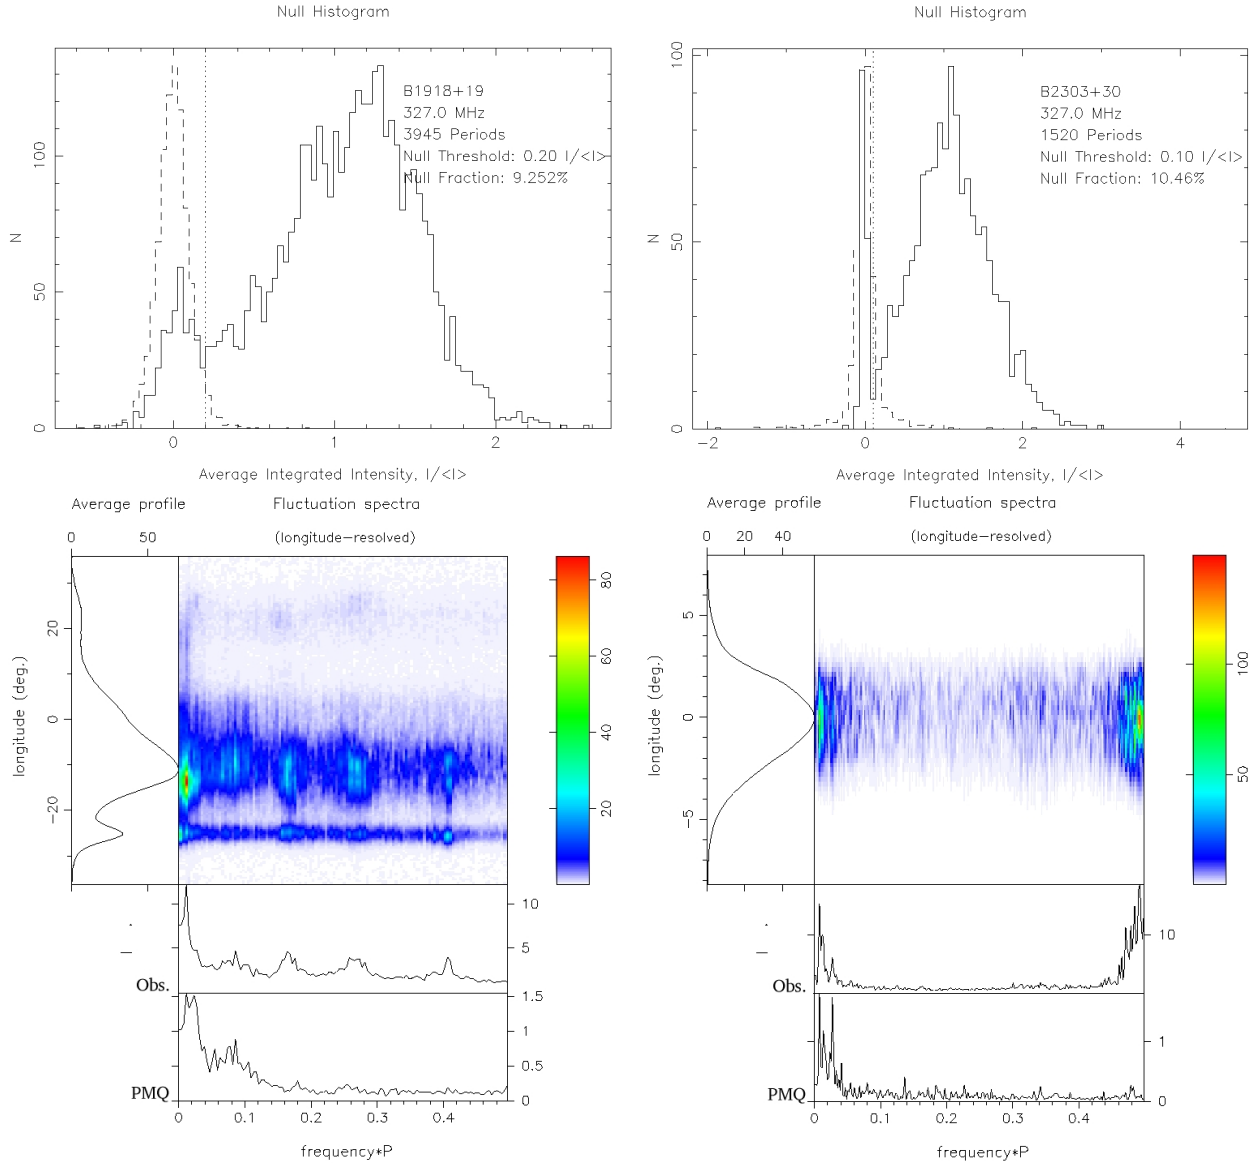 Null Histogram
Null Histogram
B1918+19
327.0 MHz
3945 Periods
Null Threshold: 0.20 I/<I>
Null Fraction: 9.252%
B2303+30
327.0 MHz
1520 Periods
Null Threshold: 0.10 I/<I>
Null Fraction: 10.46%
N
0
50
100
0
1
2
N
0
50
100
−2
0
2
4
Average Integrated Intensity, I/<I>
Average Integrated Intensity, I/<I>
Average profile
Fluctuation spectra
0
50
(longitude−resolved)
longitude (deg.)
20
0
−20
80
60
40
20
10
5
Obs.
1.5
1
0.5
0
PMQ
0
0.1
0.2
0.3
0.4
frequency*P
Average profile
Fluctuation spectra
0
20
40
(longitude−resolved)
longitude (deg.)
5
0
−5
100
50
10
Obs.
1
0
PMQ
0
0.1
0.2
0.3
0.4
frequency*P